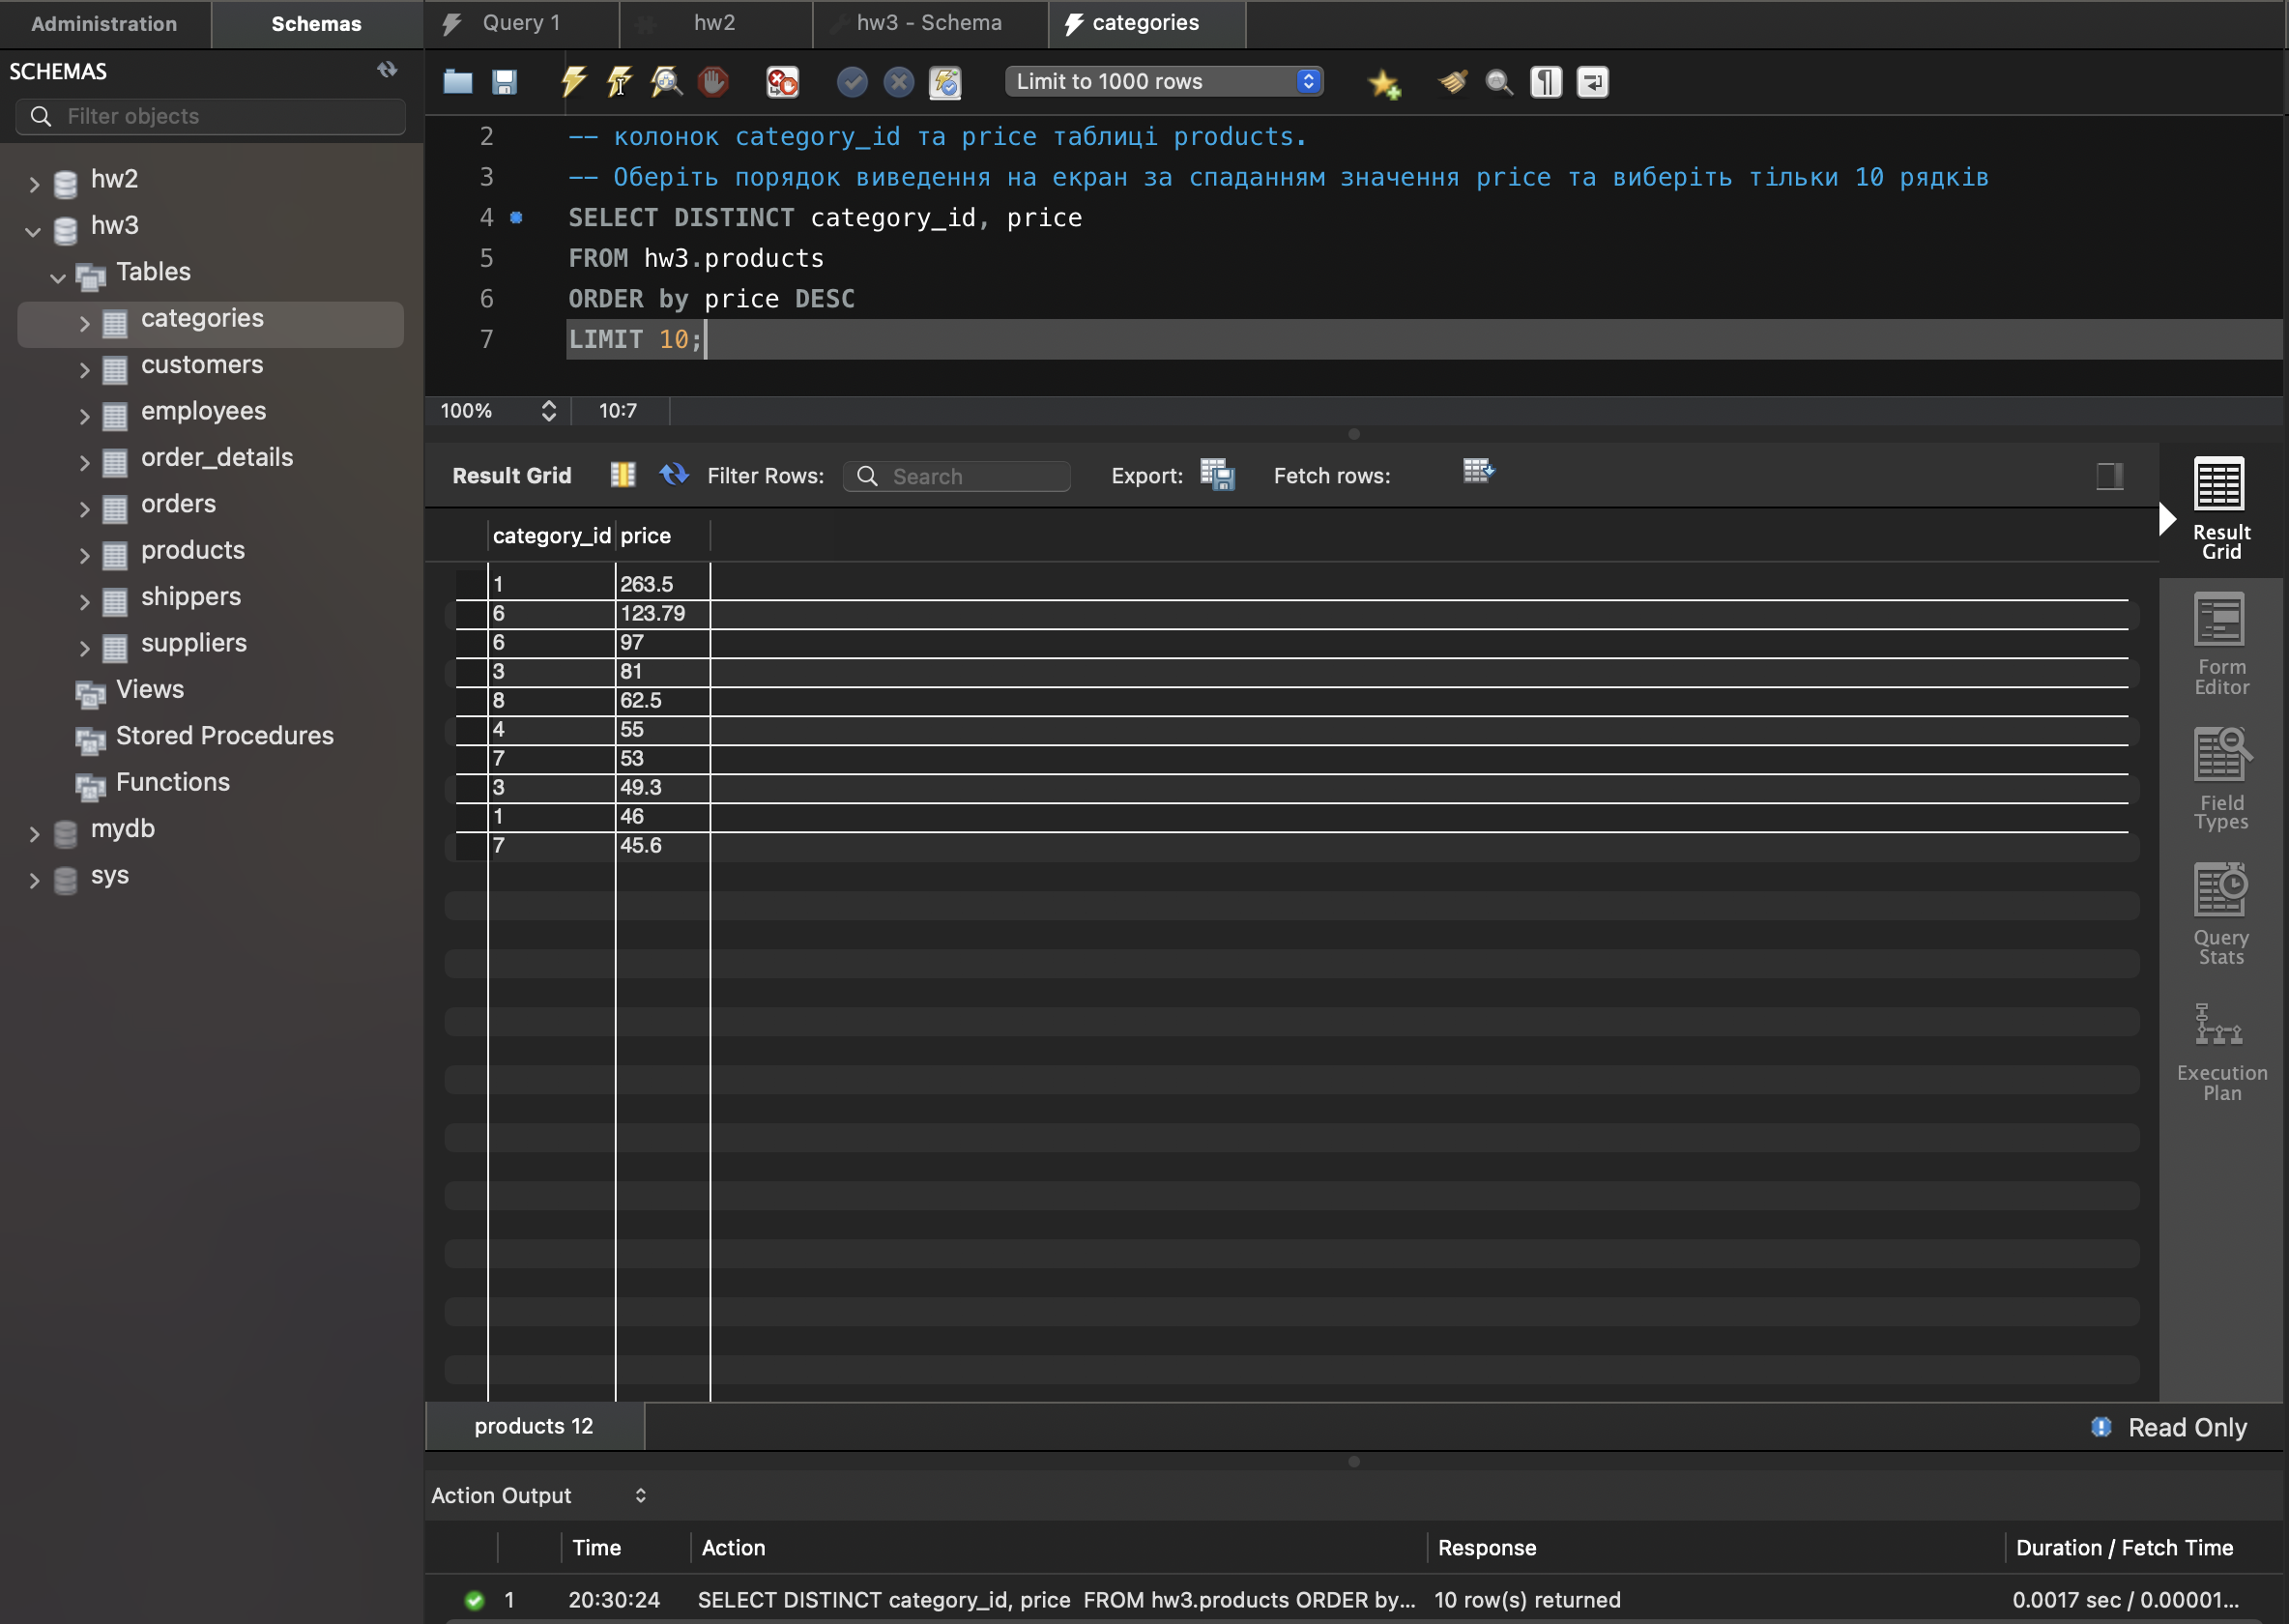 Administration
Schemas
Query 1
hw2
hw3 - Schema
categories
SCHEMAS
Filter objects
Limit to 1000 rows
hw2
hw3
Tables
categories
customers
employees
order_details
orders
products
shippers
suppliers
Views
Stored Procedures
Functions
mydb
sys
2 -- колонок category_id та price таблиці products.
3 -- Оберіть порядок виведення на екран за спаданням значення price та виберіть тільки 10 рядків
4 SELECT DISTINCT category_id, price
5 FROM hw3.products
6 ORDER by price DESC
7 LIMIT 10;
100% 10:7
Result Grid Filter Rows: Search Export: Fetch rows:
category_id price
1 263.5
6 123.79
6 97
3 81
8 62.5
4 55
7 53
3 49.3
1 46
7 45.6
Result
Grid
Form
Editor
Field
Types
Query
Stats
Execution
Plan
products 12
Read Only
Action Output
Time Action Response Duration / Fetch Time
1 20:30:24 SELECT DISTINCT category_id, price FROM hw3.products ORDER by... 10 row(s) returned 0.0017 sec / 0.00001...